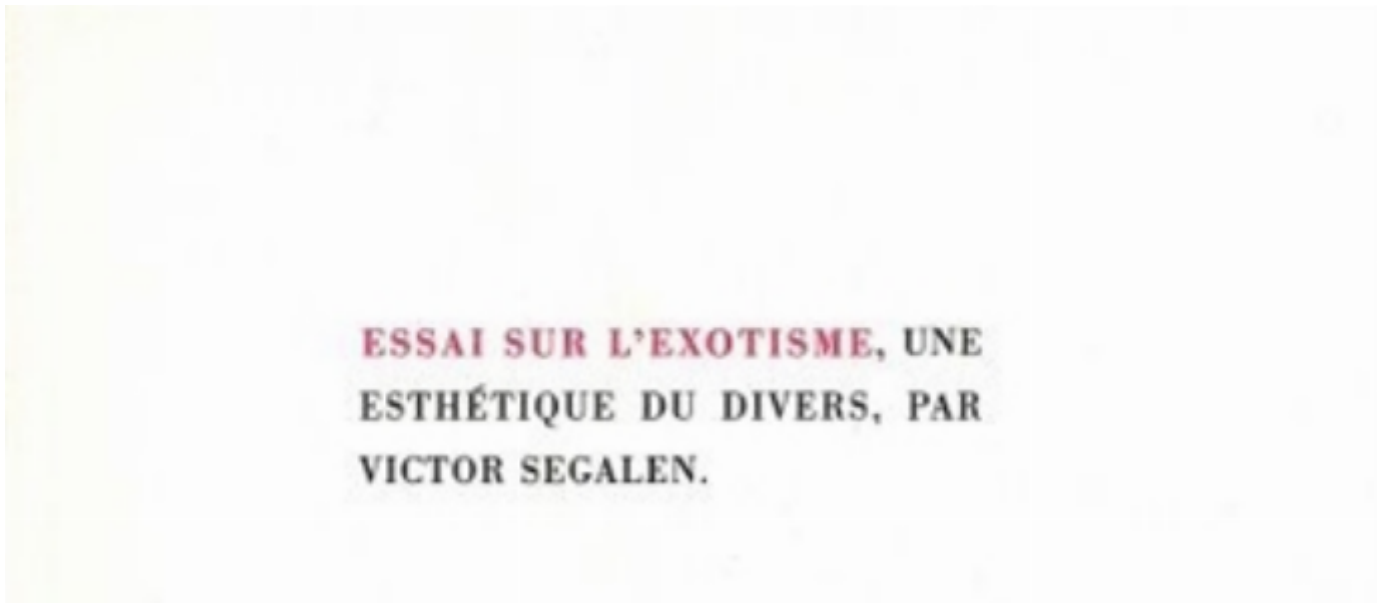 ESSAI SUR L'EXOTISME, UNE
ESTHÉTIQUE DU DIVERS, PAR
VICTOR SEGALEN.